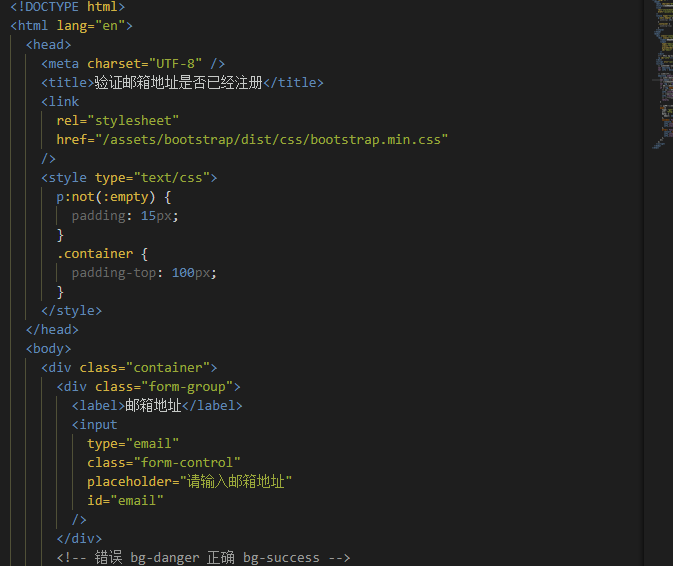 <!DOCTYPE html>
<html lang="en">
<head>
<meta charset="UTF-8" />
<title>验证邮箱地址是否已经注册</title>
<link
rel="stylesheet"
href="/assets/bootstrap/dist/css/bootstrap.min.css"
/>
<style type="text/css">
p:not(:empty) {
padding: 15px;
}
.container {
padding-top: 100px;
}
</style>
</head>
<body>
<div class="container">
<div class="form-group">
<label>邮箱地址</label>
<input
type="email"
class="form-control"
placeholder="请输入邮箱地址"
id="email"
/>
</div>
<!-- 错误 bg-danger 正确 bg-success -->